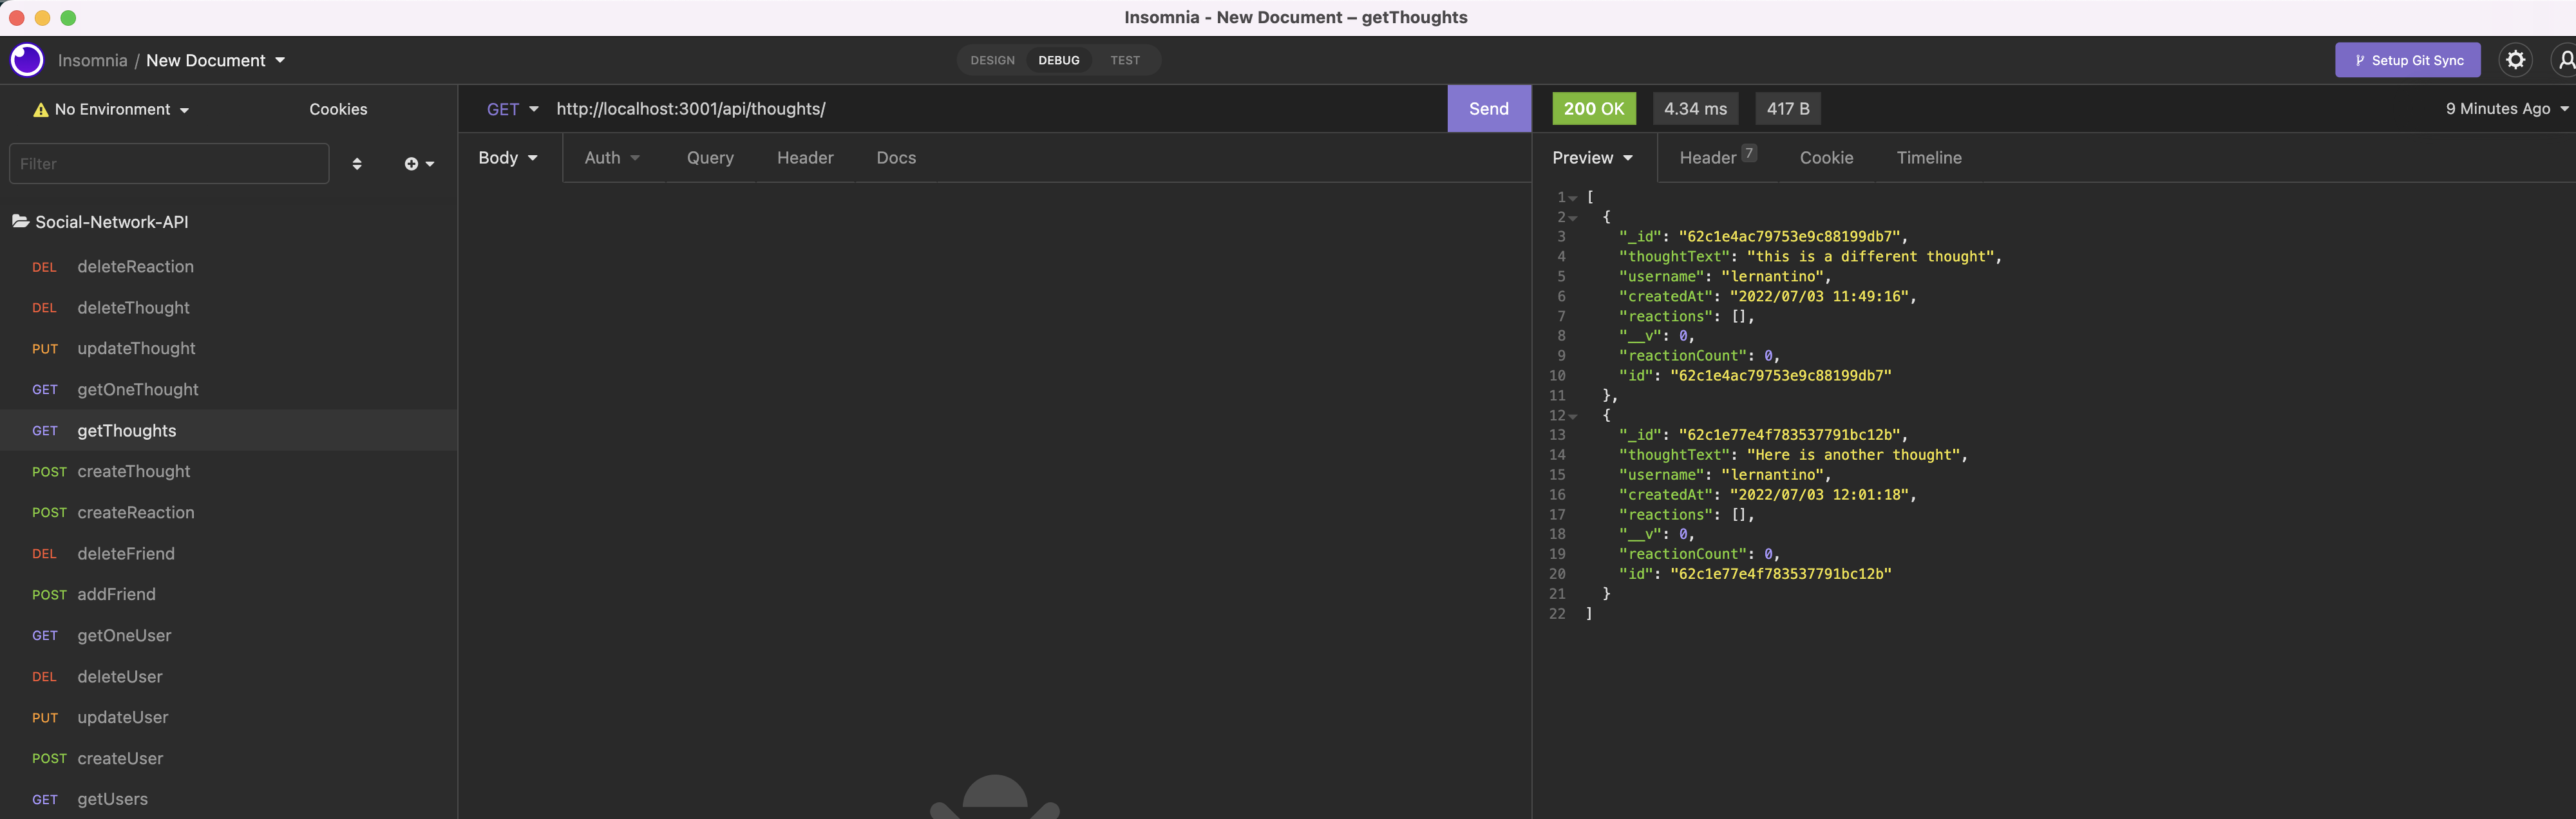 Insomnia - New Document – getThoughts
Insomnia / New Document
DESIGN DEBUG TEST
Setup Git Sync
No Environment
Cookies
Filter
Social-Network-API
DEL deleteReaction
DEL deleteThought
PUT updateThought
GET getOneThought
GET getThoughts
POST createThought
POST createReaction
DEL deleteFriend
POST addFriend
GET getOneUser
DEL deleteUser
PUT updateUser
POST createUser
GET getUsers
GET http://localhost:3001/api/thoughts/ Send
Body Auth Query Header Docs
200 OK 4.34 ms 417 B 9 Minutes Ago
Preview Header 7 Cookie Timeline
1 [
2 {
3 "_id": "62c1e4ac79753e9c88199db7",
4 "thoughtText": "this is a different thought",
5 "username": "lernantino",
6 "createdAt": "2022/07/03 11:49:16",
7 "reactions": [],
8 "__v": 0,
9 "reactionCount": 0,
10 "id": "62c1e4ac79753e9c88199db7"
11 },
12 {
13 "_id": "62c1e77e4f783537791bc12b",
14 "thoughtText": "Here is another thought",
15 "username": "lernantino",
16 "createdAt": "2022/07/03 12:01:18",
17 "reactions": [],
18 "__v": 0,
19 "reactionCount": 0,
20 "id": "62c1e77e4f783537791bc12b"
21 }
22 ]